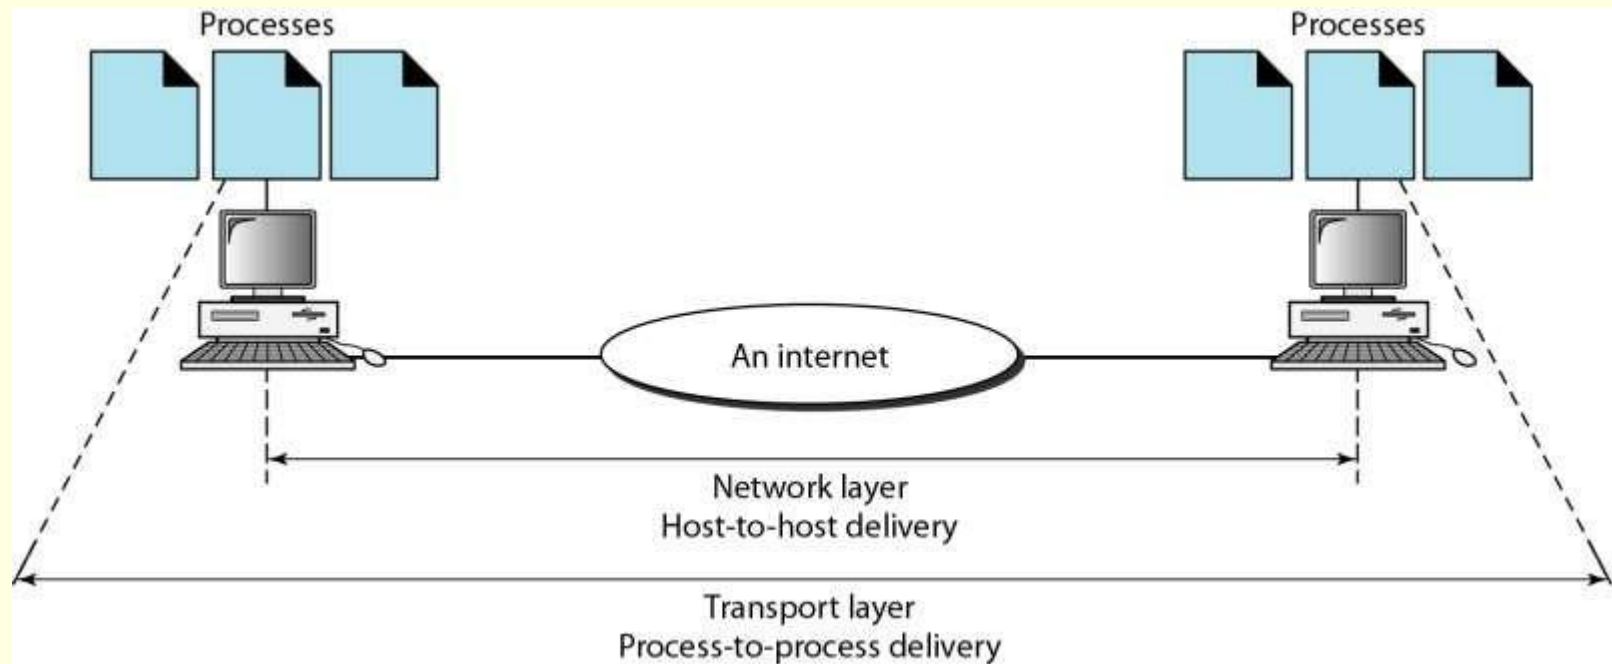 Processes
Processes
An internet
Network layer
Host-to-host delivery
Transport layer
Process-to-process delivery